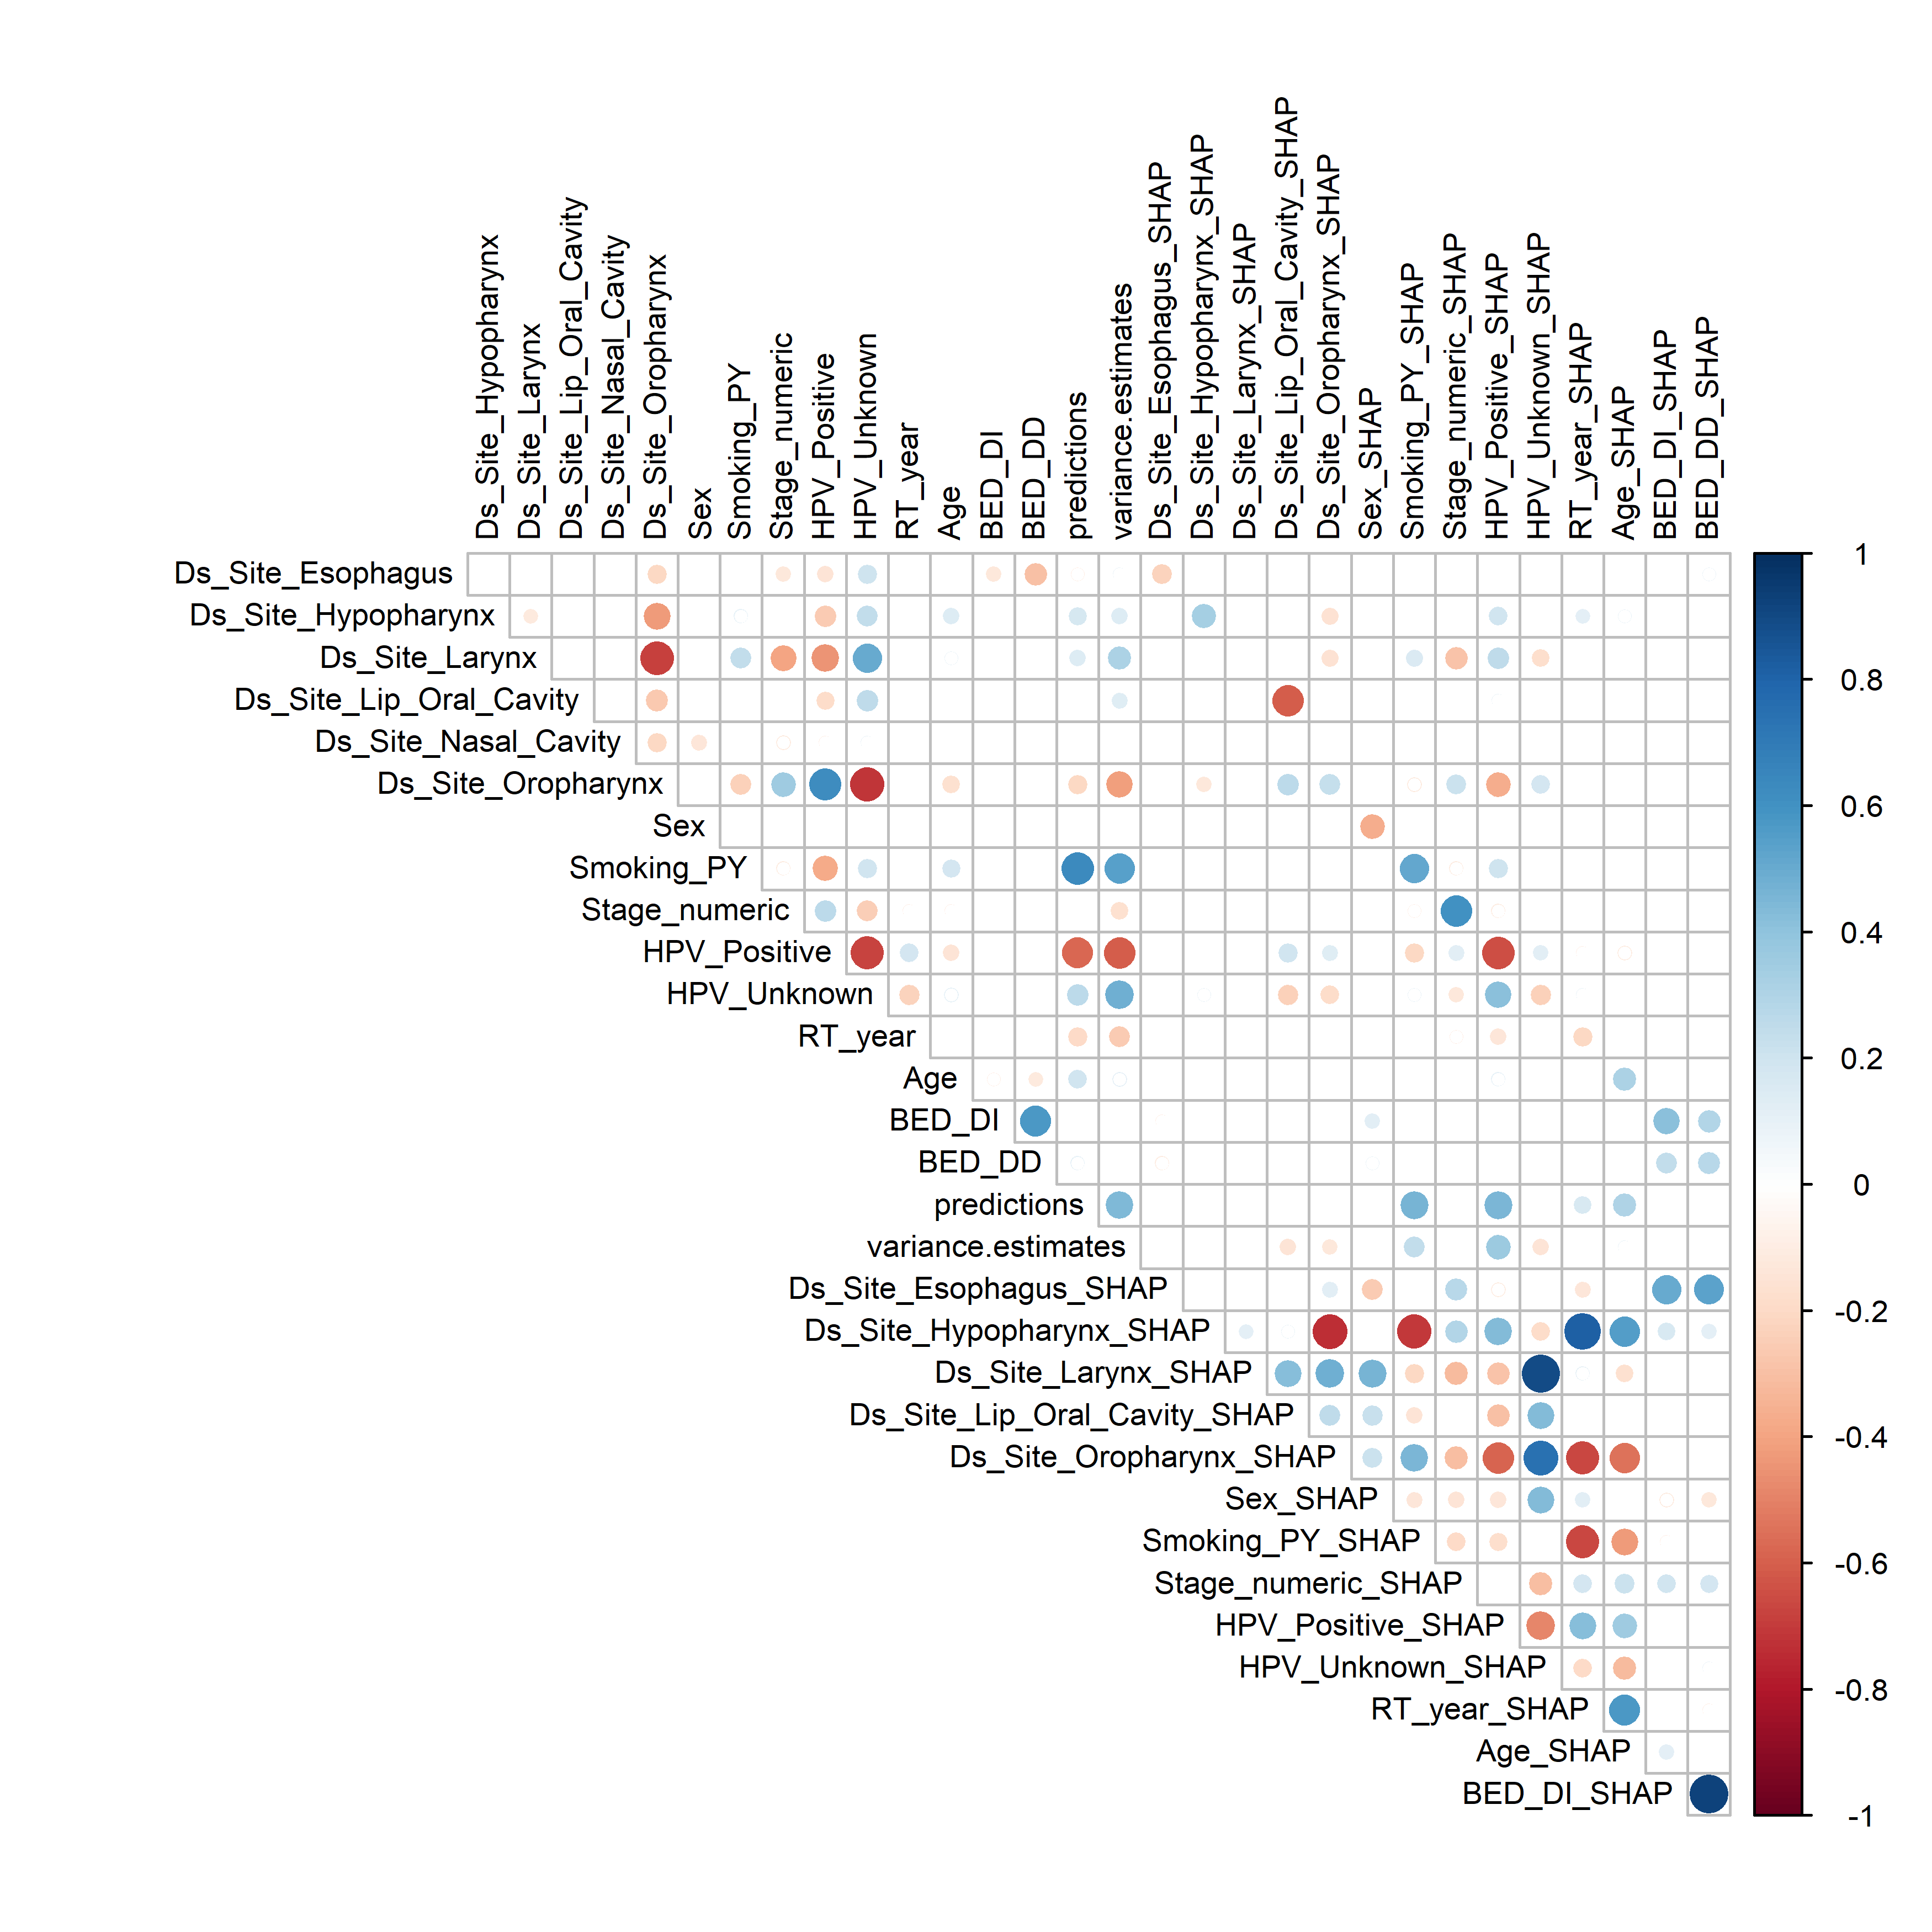 Ds_Site_Hypopharynx
Ds_Site_Larynx
Ds_Site_Lip_Oral_Cavity
Ds_Site_Nasal_Cavity
Ds_Site_Oropharynx
Sex
Smoking_PY
Stage_numeric
HPV_Positive
HPV_Unknown
RT_year
Age
BED_DI
BED_DD
predictions
variance.estimates
Ds_Site_Esophagus_SHAP
Ds_Site_Hypopharynx_SHAP
Ds_Site_Larynx_SHAP
Ds_Site_Lip_Oral_Cavity_SHAP
Ds_Site_Oropharynx_SHAP
Sex_SHAP
Smoking_PY_SHAP
Stage_numeric_SHAP
HPV_Positive_SHAP
HPV_Unknown_SHAP
RT_year_SHAP
Age_SHAP
BED_DI_SHAP
BED_DD_SHAP
Ds_Site_Esophagus
Ds_Site_Hypopharynx
Ds_Site_Larynx
Ds_Site_Lip_Oral_Cavity
Ds_Site_Nasal_Cavity
Ds_Site_Oropharynx
Sex
Smoking_PY
Stage_numeric
HPV_Positive
HPV_Unknown
RT_year
Age
BED_DI
BED_DD
predictions
variance.estimates
Ds_Site_Esophagus_SHAP
Ds_Site_Hypopharynx_SHAP
Ds_Site_Larynx_SHAP
Ds_Site_Lip_Oral_Cavity_SHAP
Ds_Site_Oropharynx_SHAP
Sex_SHAP
Smoking_PY_SHAP
Stage_numeric_SHAP
HPV_Positive_SHAP
HPV_Unknown_SHAP
RT_year_SHAP
Age_SHAP
BED_DI_SHAP
1
0.8
0.6
0.4
0.2
0
-0.2
-0.4
-0.6
-0.8
-1